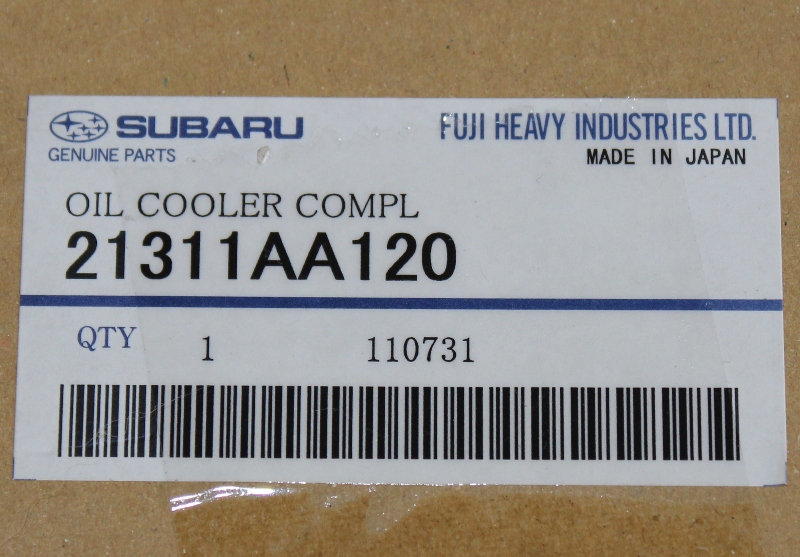 SUBARU FUJI HEAVY INDUSTRIES LTD.
GENUINE PARTS MADE IN JAPAN
OIL COOLER COMPL
21311AA120
QTY 1 110731